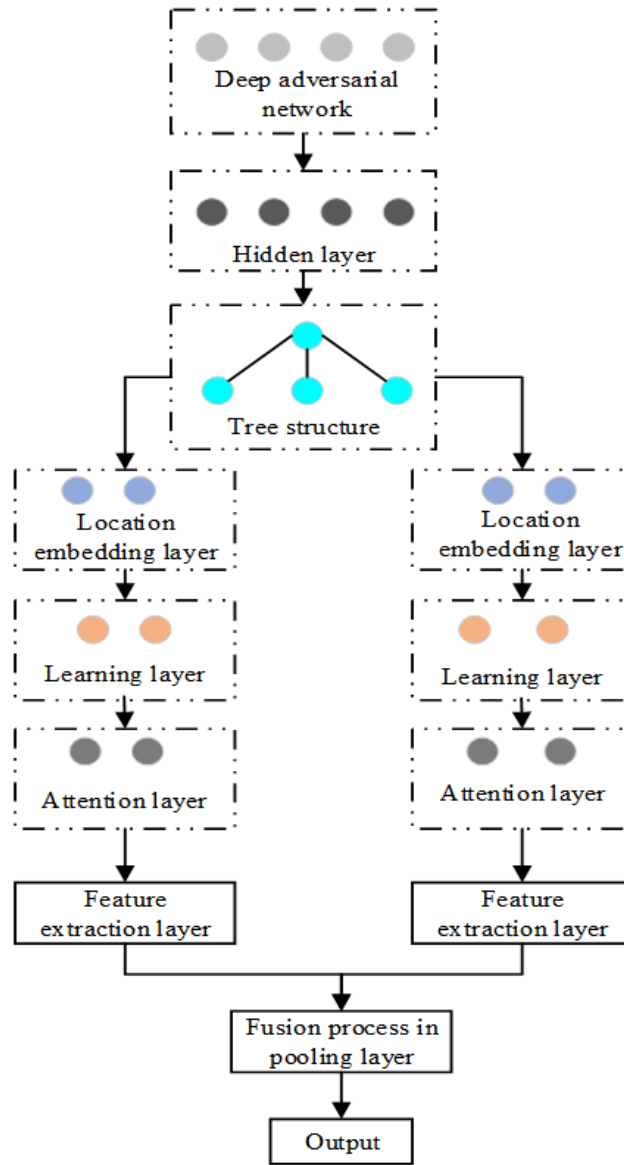 Deep adversarial
network
Hidden layer
Tree structure
Location
embedding layer
Learning layer
Attention layer
Feature
extraction layer
Location
embedding layer
Learning layer
Attention layer
Feature
extraction layer
Fusion process in
pooling layer
Output